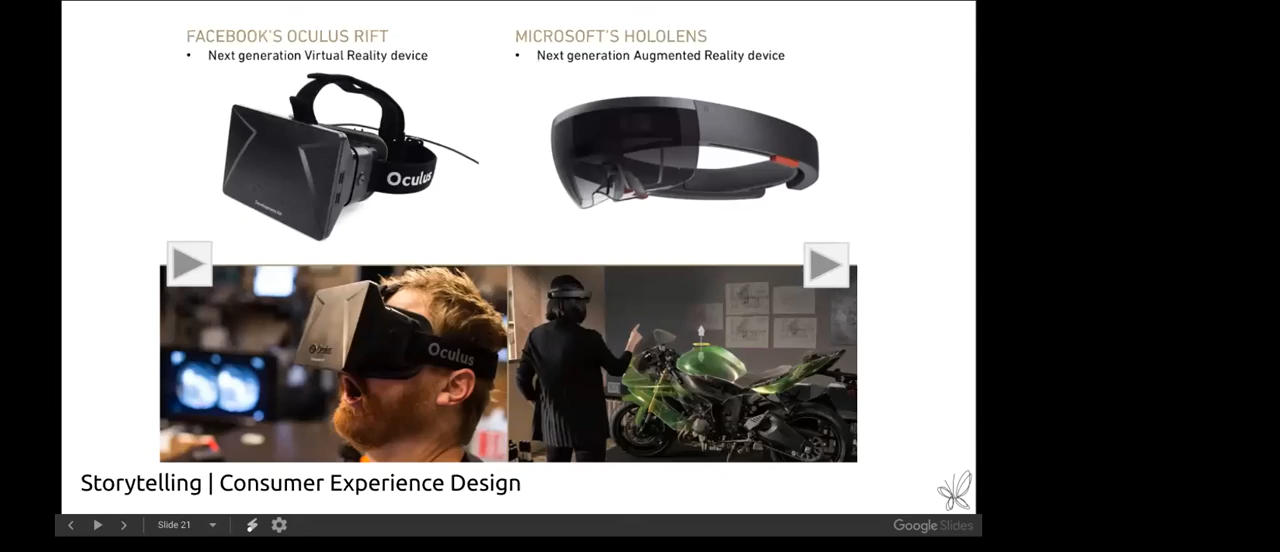 FACEBOOK'S OCULUS RIFT
• Next generation Virtual Reality device
MICROSOFT'S HOLOLENS
• Next generation Augmented Reality device
Oculus
Oculus
Oculus
Storytelling | Consumer Experience Design
Slide 21
Google Slides